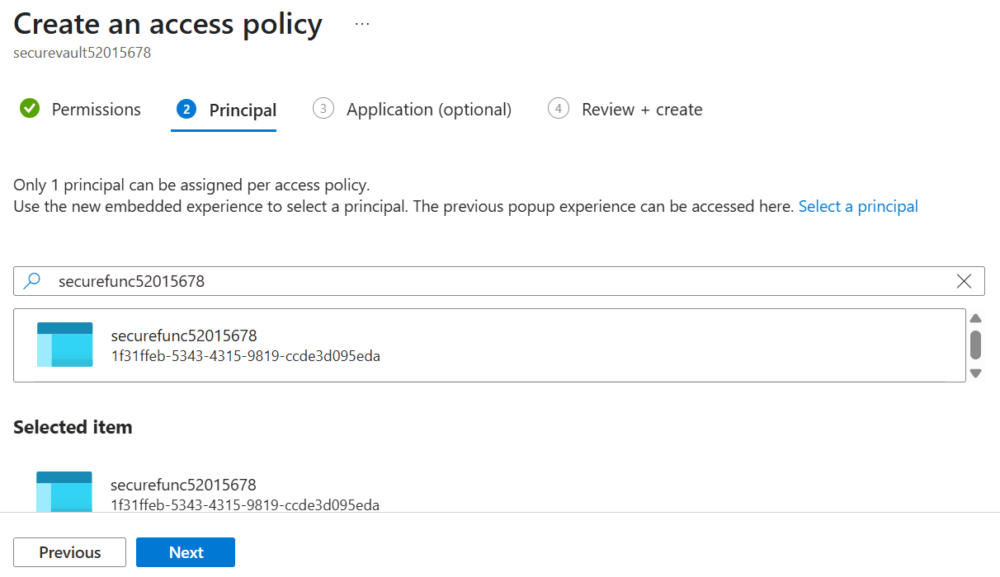 Create an access policy ...
securevault52015678
Permissions 2 Principal 3 Application (optional) 4 Review + create
Only 1 principal can be assigned per access policy.
Use the new embedded experience to select a principal. The previous popup experience can be accessed here. Select a principal
securefunc52015678
securefunc52015678
1f31ffeb-5343-4315-9819-ccde3d095eda
Selected item
securefunc52015678
1f31ffeb-5343-4315-9819-ccde3d095eda
Previous Next